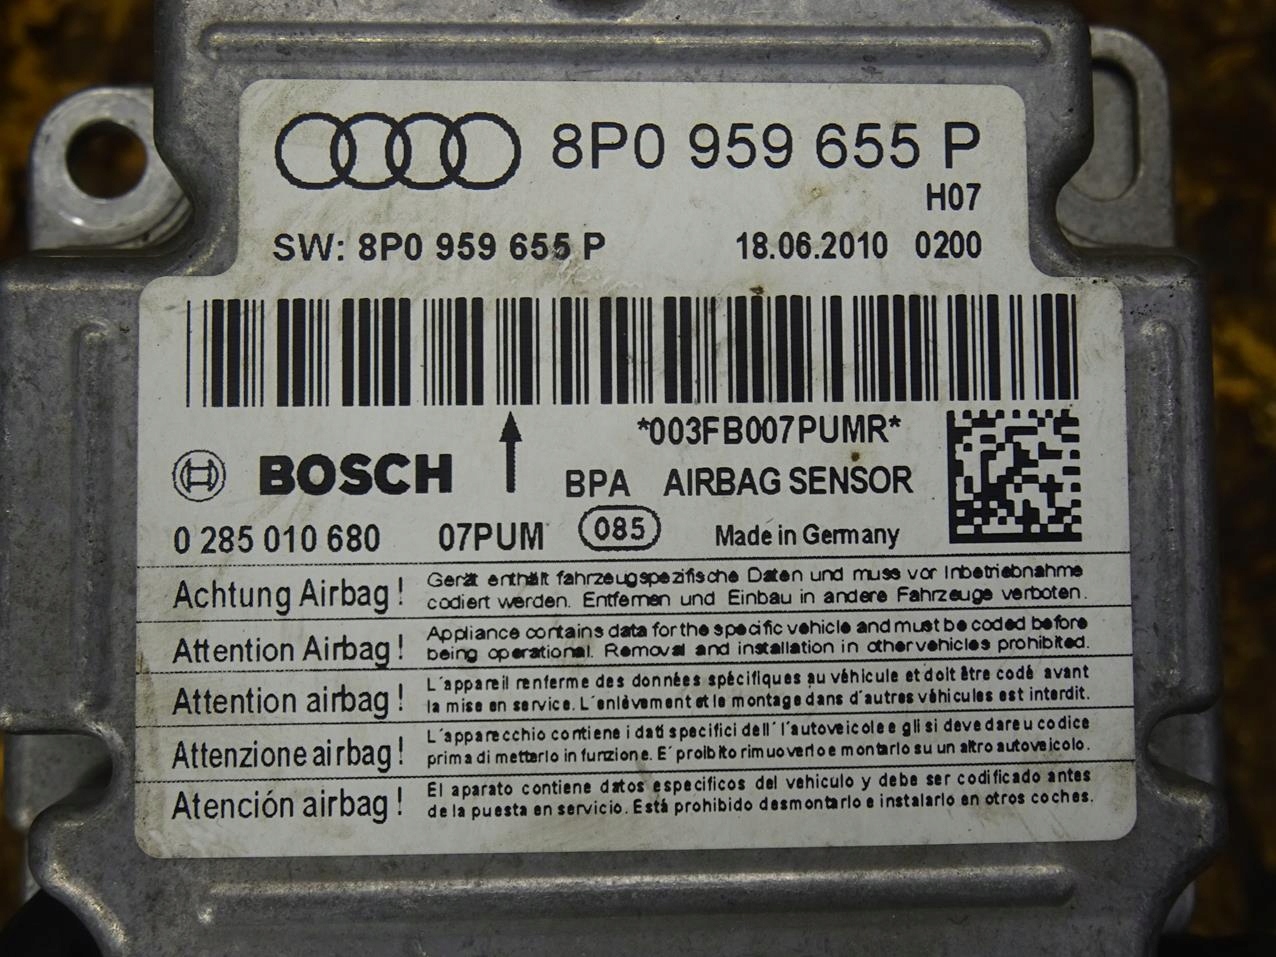 8P0 959 655 P
H07
SW: 8P0 959 655 P 18.06.2010 0200
*003FB007PUMR*
BOSCH BPA AIRBAG SENSOR
0 285 010 680 07PUM 085 Made in Germany
Achtung Airbag! Gerät enthält fahrzeugspezifische Daten und muss vor Inbetriebnahme
codiert werden. Entfernen und Einbau in andere Fahrzeuge verboten.
Attention Airbag! Appliance contains data for the specific vehicle and must be coded before
being operational. Removal and installation in other vehicles prohibited.
Attention airbag! L'appareil renferme des données spécifiques au véhicule et doit être codé avant
la mise en service. L'enlèvement et le montage dans d'autres véhicules est interdit.
Attenzione airbag! L'apparecchio contiene i dati specifici dell'l'autoveicolo e gli si deve dare u codice
prima di metterlo in funzione. E' proibito rimuoverlo e montarlo su un altro autoveicolo.
Atención airbag! El aparato contiene datos especificos del vehículo y debe ser codificado antes
de la puesta en servicio. Está prohibido desmontarlo e instalarlo en otros coches.